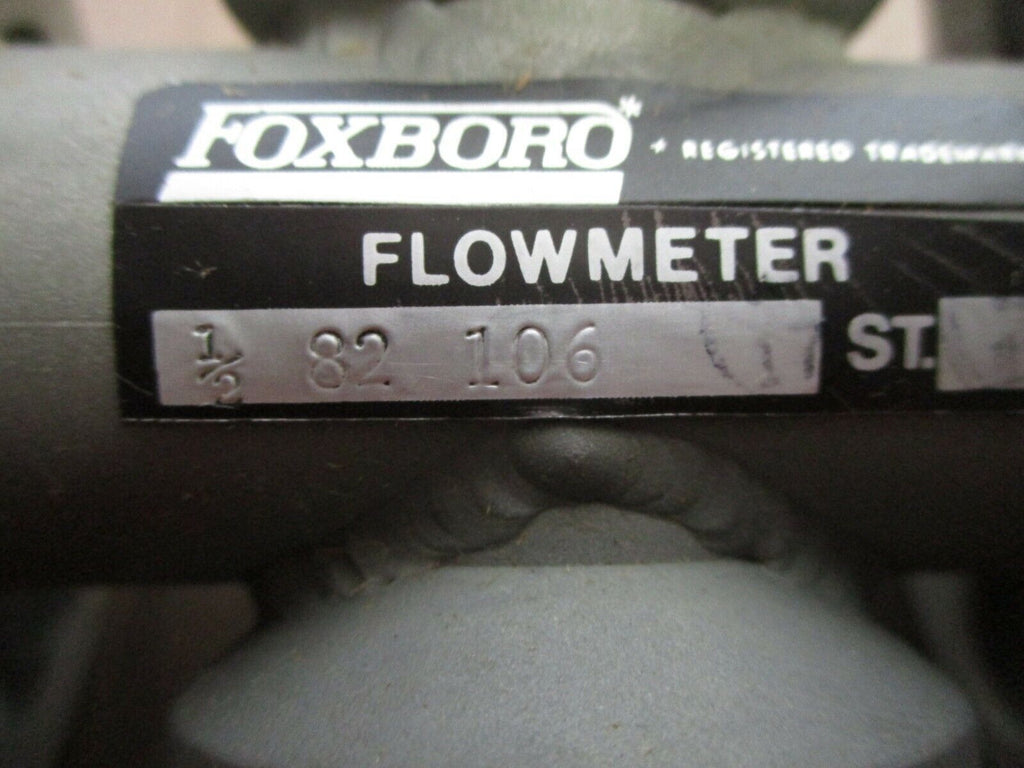 FOXBORO* * REGISTERED TRADEMARK
FLOWMETER
1/2 82 106 ST.